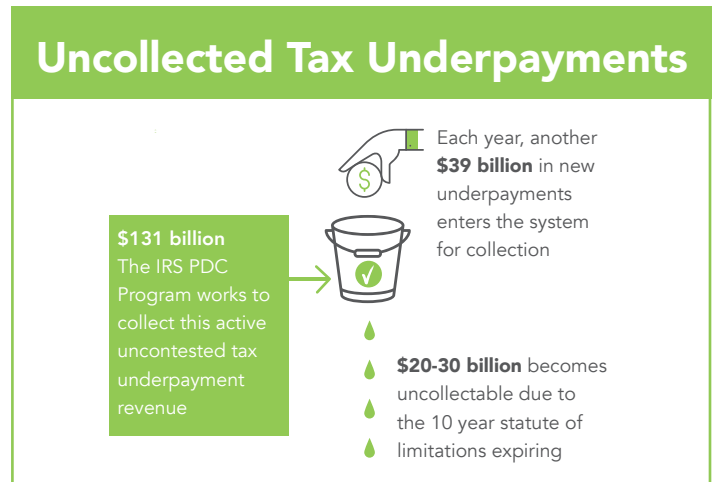 Uncollected Tax Underpayments
Each year, another
$39 billion in new
underpayments
enters the system
for collection
$
$131 billion
The IRS PDC
Program works to
collect this active
uncontested tax
underpayment
revenue
$20-30 billion becomes
uncollectable due to
the 10 year statute of
limitations expiring